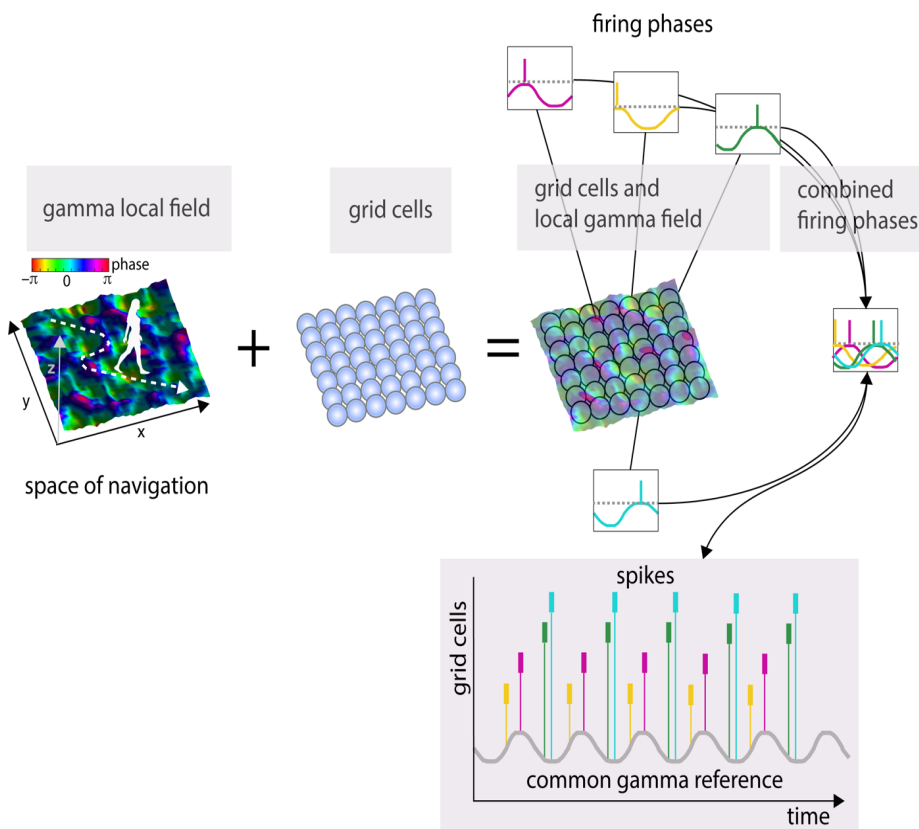 firing phases
gamma local field
grid cells
grid cells and
local gamma field
combined
firing phases
phase
−π 0 π
z
y
x
+
=
space of navigation
spikes
grid cells
common gamma reference
time